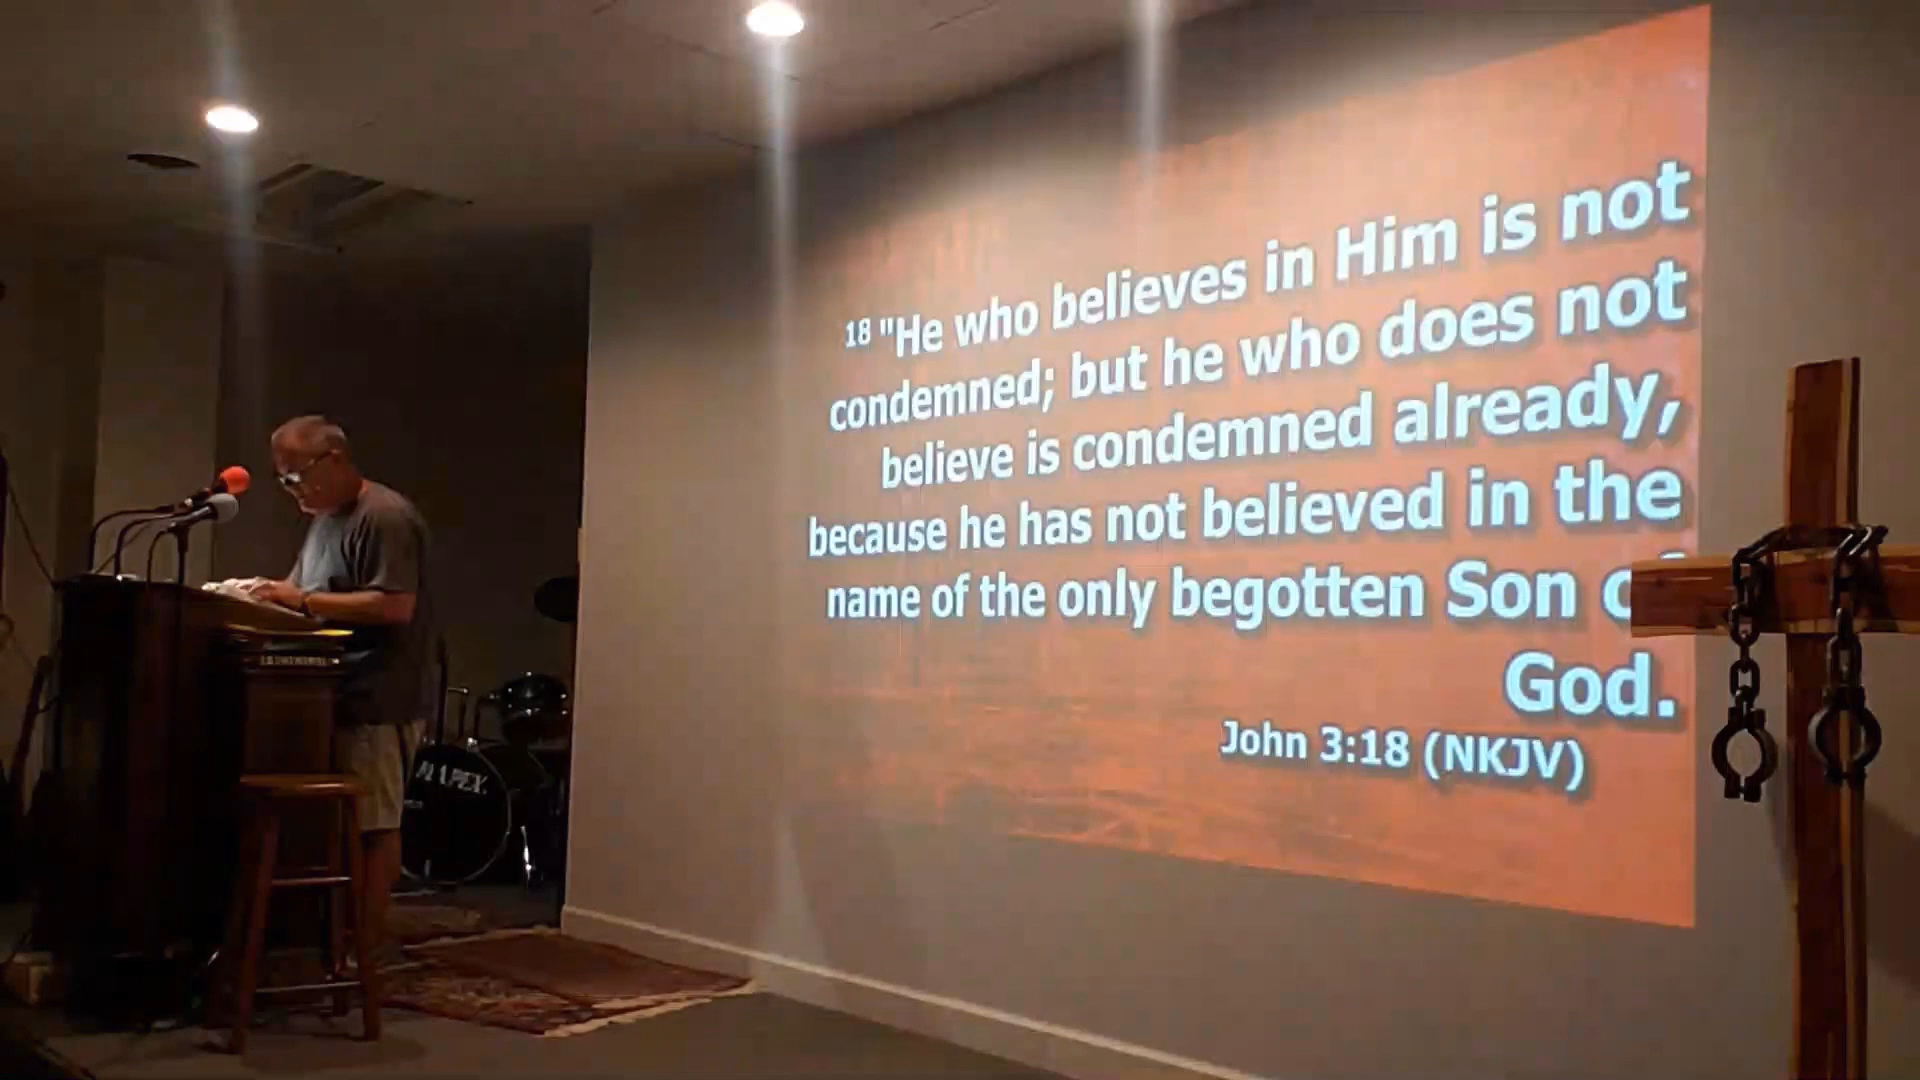 18 "He who believes in Him is not
condemned; but he who does not
believe is condemned already,
because he has not believed in the
name of the only begotten Son
God.
John 3:18 (NKJV)
MAPEX